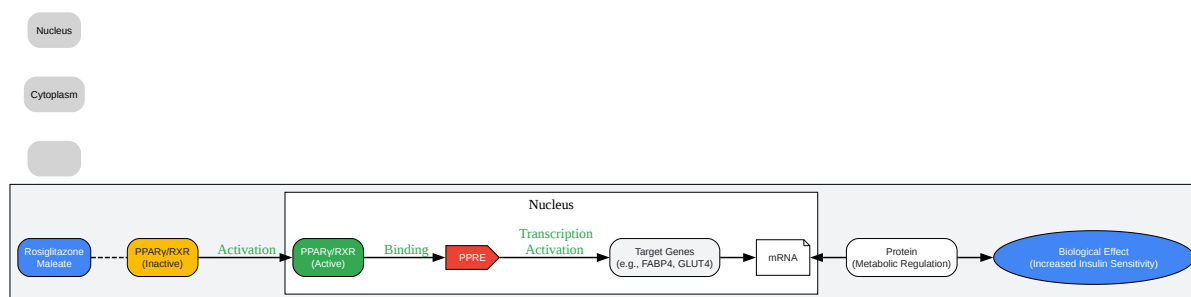 Nucleus
Cytoplasm
Nucleus
Rosiglitazone
Maleate
PPARγ/RXR
(Inactive)
Activation
PPARγ/RXR
(Active)
Binding
PPRE
Transcription
Activation
Target Genes
(e.g., FABP4, GLUT4)
mRNA
Protein
(Metabolic Regulation)
Biological Effect
(Increased Insulin Sensitivity)